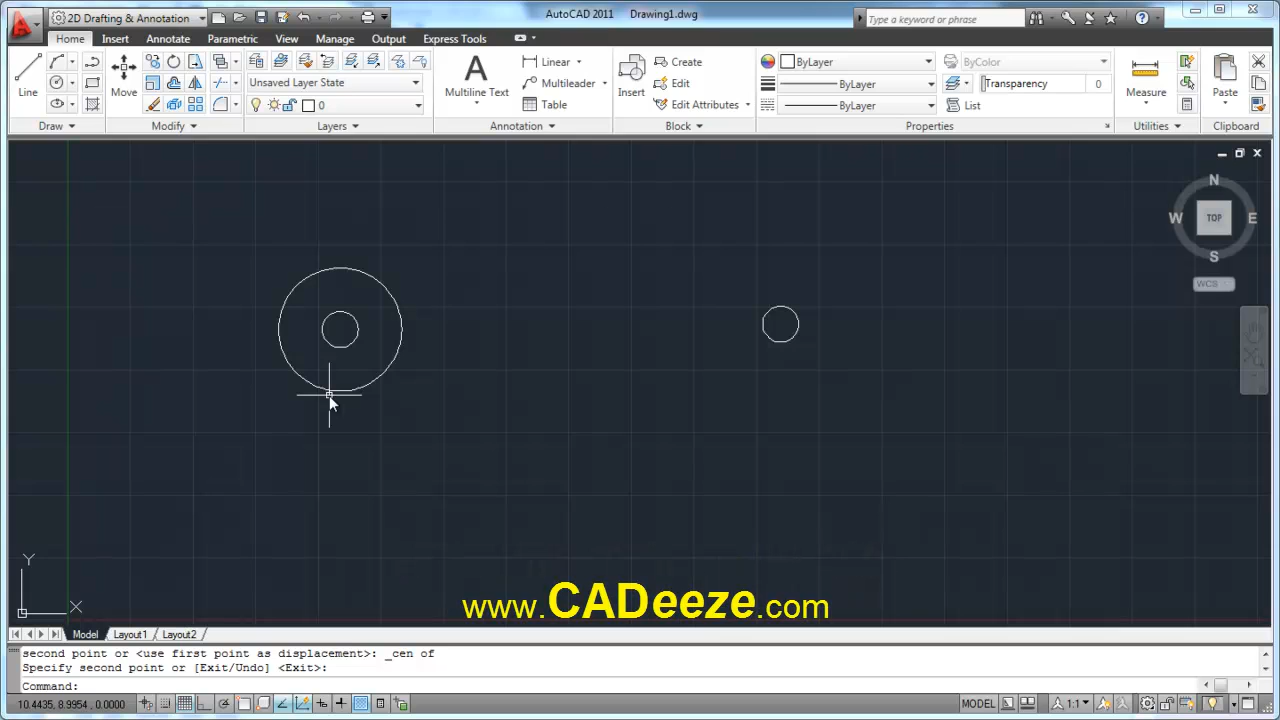 2D Drafting & Annotation
AutoCAD 2011 Drawing1.dwg
Type a keyword or phrase
Home Insert Annotate Parametric View Manage Output Express Tools
Line
Move
Unsaved Layer State
0
A
Multiline Text
Linear
Multileader
Table
Insert
Create
Edit
Edit Attributes
ByLayer
ByLayer
ByLayer
ByColor
Transparency 0
List
Measure
Paste
Draw Modify Layers Annotation Block Properties Utilities Clipboard
N
W TOP E
S
WCS
Y
X
www.CADeeze.com
Model Layout1 Layout2
second point or <use first point as displacement>: _cen of
Specify second point or [Exit/Undo] <Exit>:
Command:
10.4435, 8.9954 , 0.0000 MODEL 1:1